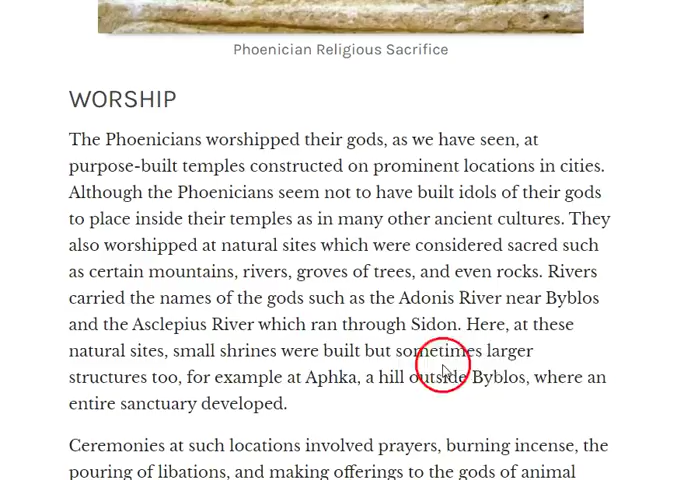 Phoenician Religious Sacrifice
WORSHIP
The Phoenicians worshipped their gods, as we have seen, at
purpose-built temples constructed on prominent locations in cities.
Although the Phoenicians seem not to have built idols of their gods
to place inside their temples as in many other ancient cultures. They
also worshipped at natural sites which were considered sacred such
as certain mountains, rivers, groves of trees, and even rocks. Rivers
carried the names of the gods such as the Adonis River near Byblos
and the Asclepius River which ran through Sidon. Here, at these
natural sites, small shrines were built but sometimes larger
structures too, for example at Aphka, a hill outside Byblos, where an
entire sanctuary developed.
Ceremonies at such locations involved prayers, burning incense, the
pouring of libations, and making offerings to the gods of animal